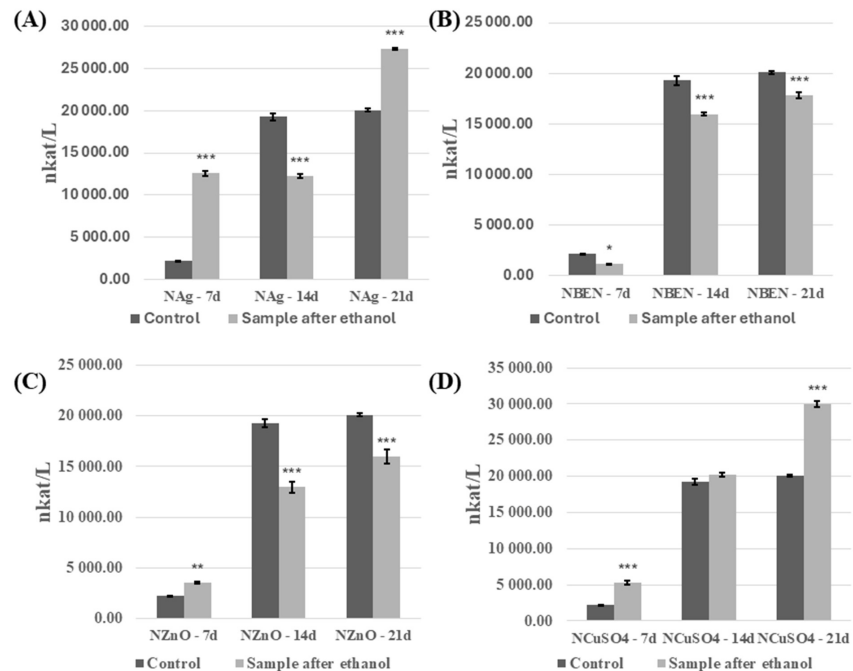 (A)
nkat/L
30 000.00
25 000.00
20 000.00
15 000.00
10 000.00
5 000.00
0.00
***
***
***
NAg - 7d NAg - 14d NAg - 21d
Control Sample after ethanol
(B)
nkat/L
25 000.00
20 000.00
15 000.00
10 000.00
5 000.00
0.00
*
***
***
NBEN - 7d NBEN - 14d NBEN - 21d
Control Sample after ethanol
(C)
nkat/L
25 000.00
20 000.00
15 000.00
10 000.00
5 000.00
0.00
**
***
***
NZnO - 7d NZnO - 14d NZnO - 21d
Control Sample after ethanol
(D)
nkat/L
35 000.00
30 000.00
25 000.00
20 000.00
15 000.00
10 000.00
5 000.00
0.00
***
***
NCuSO4 - 7d NCuSO4 - 14d NCuSO4 - 21d
Control Sample after ethanol